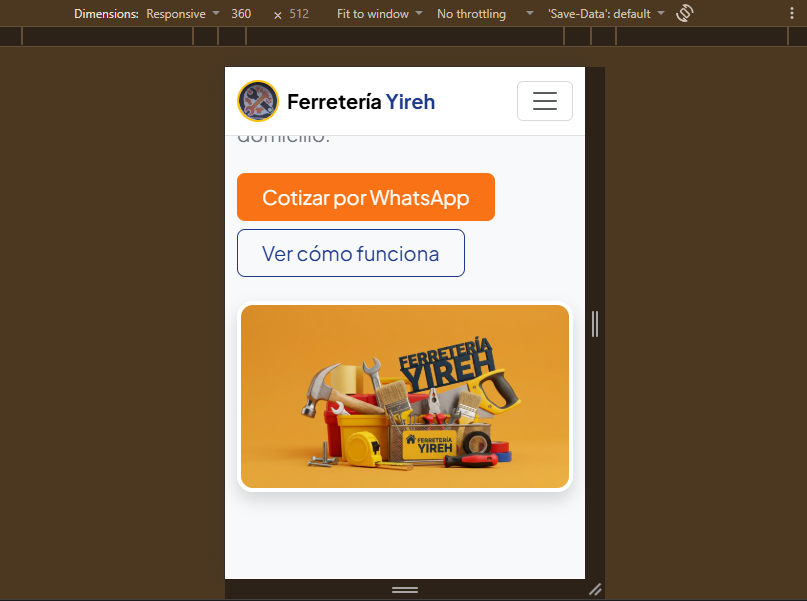 Dimensions: Responsive 360 x 512 Fit to window No throttling 'Save-Data': default
Ferretería Yireh
domicilio.
Cotizar por WhatsApp
Ver cómo funciona
FERRETERÍA
YIREH
FERRETERÍA
YIREH